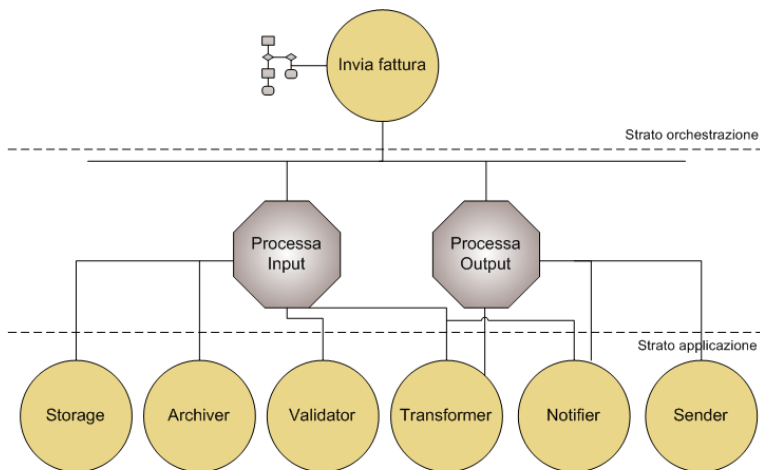 Invia fattura
Strato orchestrazione
Processa
Input
Processa
Output
Strato applicazione
Storage
Archiver
Validator
Transformer
Notifier
Sender